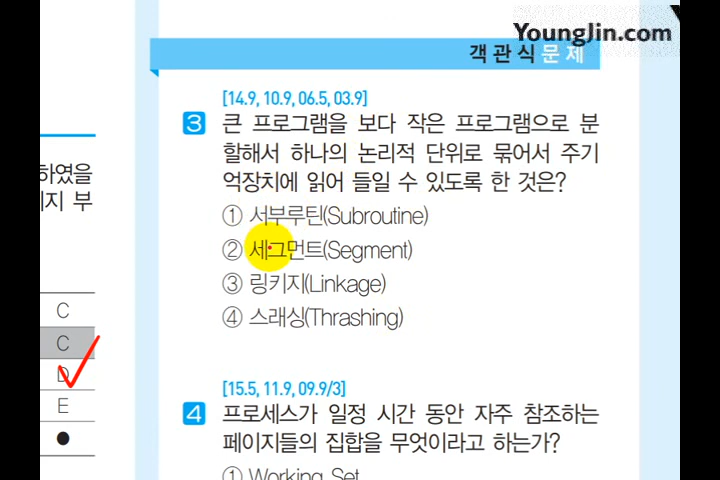 YoungJin.com
객관식 문제
[14.9, 10.9, 06.5, 03.9]
3 큰 프로그램을 보다 작은 프로그램으로 분
할해서 하나의 논리적 단위로 묶어서 주기
억장치에 읽어 들일 수 있도록 한 것은?
① 서부루틴(Subroutine)
② 세그먼트(Segment)
③ 링키지(Linkage)
④ 스래싱(Thrashing)
[15.5, 11.9, 09.9/3]
4 프로세스가 일정 시간 동안 자주 참조하는
페이지들의 집합을 무엇이라고 하는가?
① Working Set
하였을
지 부
C
C
D
E
●